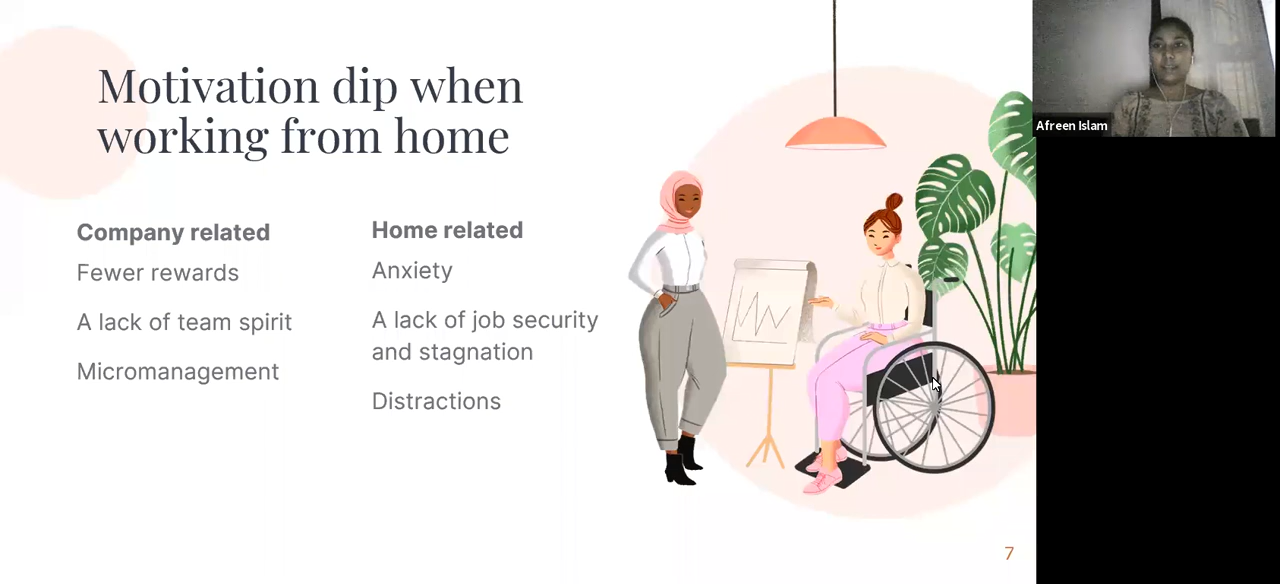 Motivation dip when
working from home
Company related
Fewer rewards
A lack of team spirit
Micromanagement
Home related
Anxiety
A lack of job security
and stagnation
Distractions
7
Afreen Islam